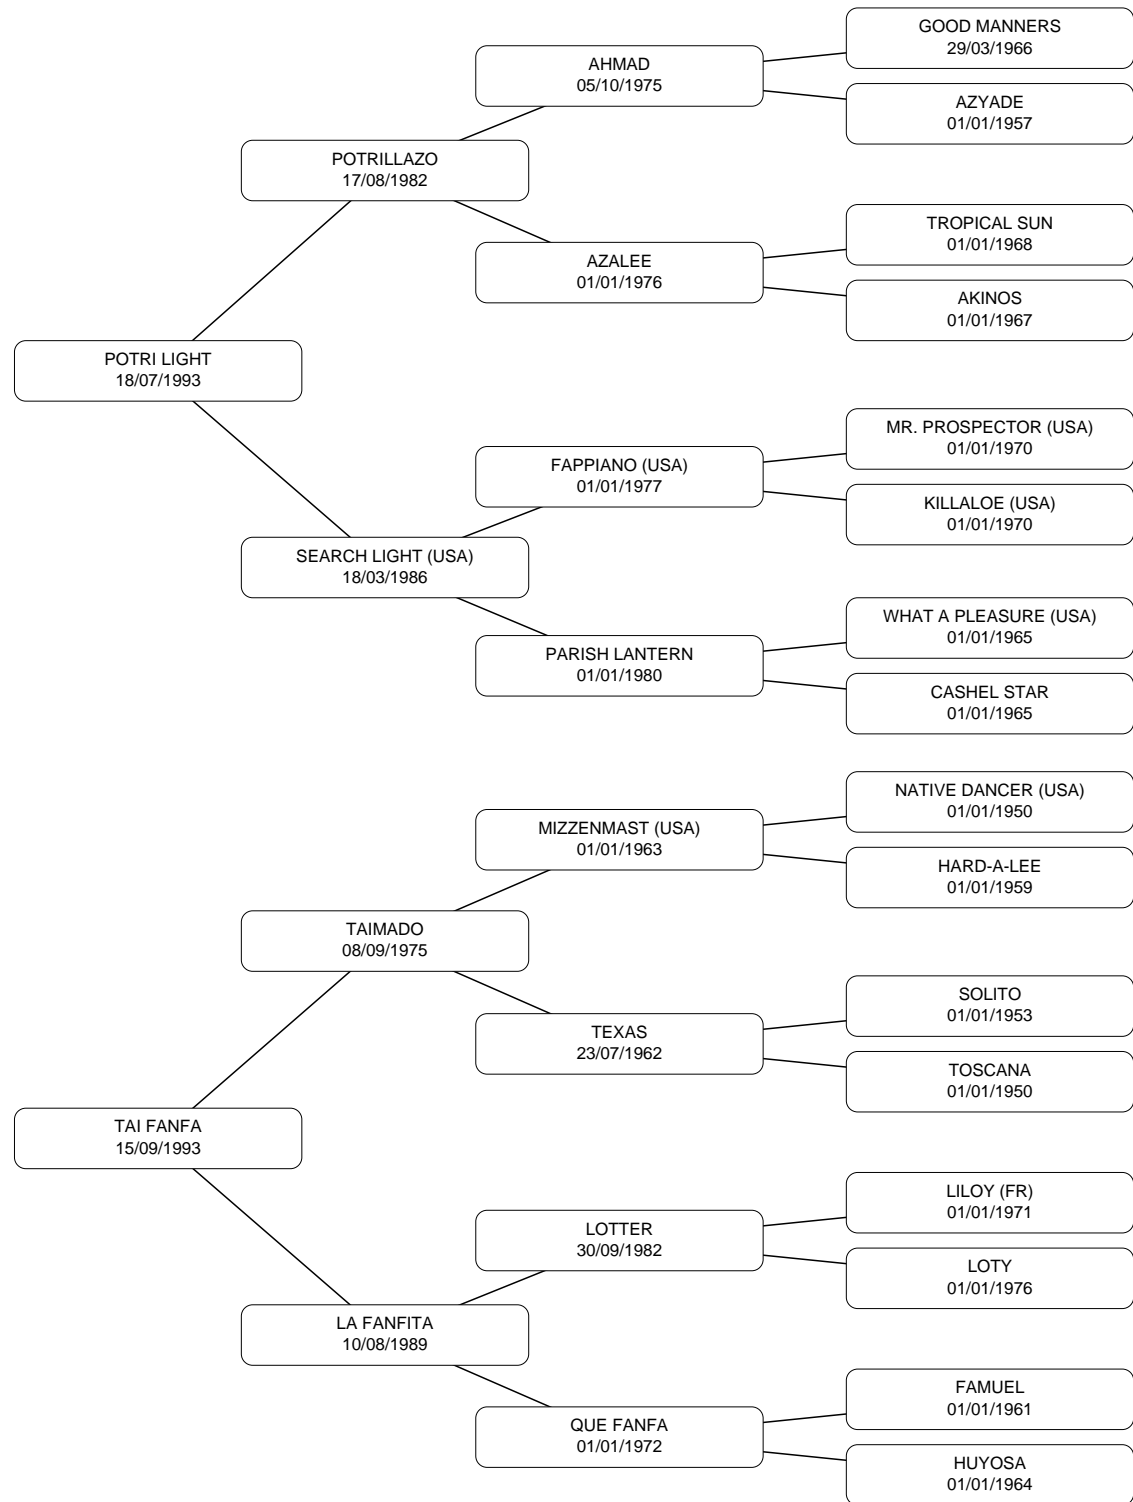 GOOD MANNERS
29/03/1966
AHMAD
05/10/1975
AZYADE
01/01/1957
POTRILLAZO
17/08/1982
TROPICAL SUN
01/01/1968
AZALEE
01/01/1976
AKINOS
01/01/1967
POTRI LIGHT
18/07/1993
MR. PROSPECTOR (USA)
01/01/1970
FAPPIANO (USA)
01/01/1977
KILLALOE (USA)
01/01/1970
SEARCH LIGHT (USA)
18/03/1986
WHAT A PLEASURE (USA)
01/01/1965
PARISH LANTERN
01/01/1980
CASHEL STAR
01/01/1965
NATIVE DANCER (USA)
01/01/1950
MIZZENMAST (USA)
01/01/1963
HARD-A-LEE
01/01/1959
TAIMADO
08/09/1975
SOLITO
01/01/1953
TEXAS
23/07/1962
TOSCANA
01/01/1950
TAI FANFA
15/09/1993
LILOY (FR)
01/01/1971
LOTTER
30/09/1982
LOTY
01/01/1976
LA FANFITA
10/08/1989
FAMUEL
01/01/1961
QUE FANFA
01/01/1972
HUYOSA
01/01/1964